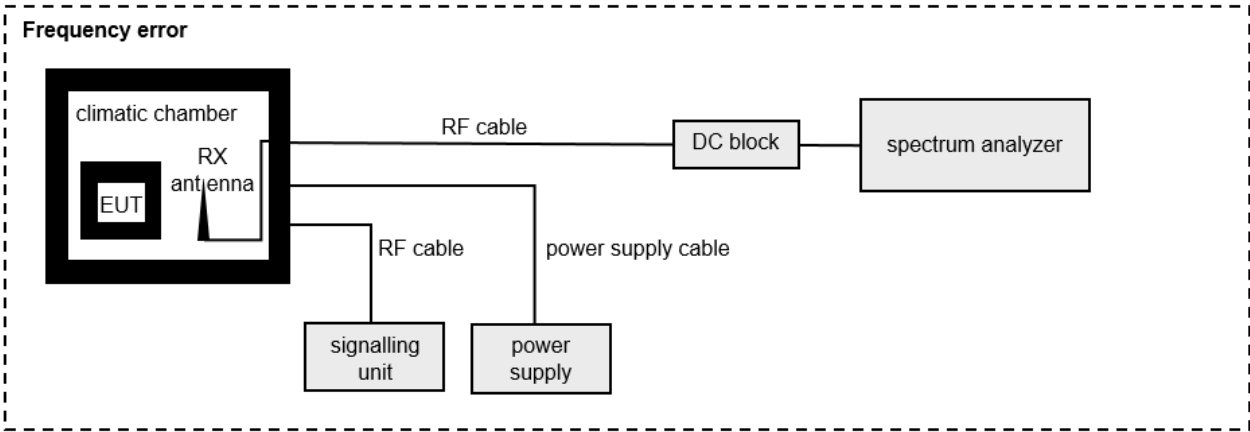 Frequency error
climatic chamber
RX
antenna
EUT
RF cable
DC block
spectrum analyzer
RF cable
power supply cable
signalling
unit
power
supply